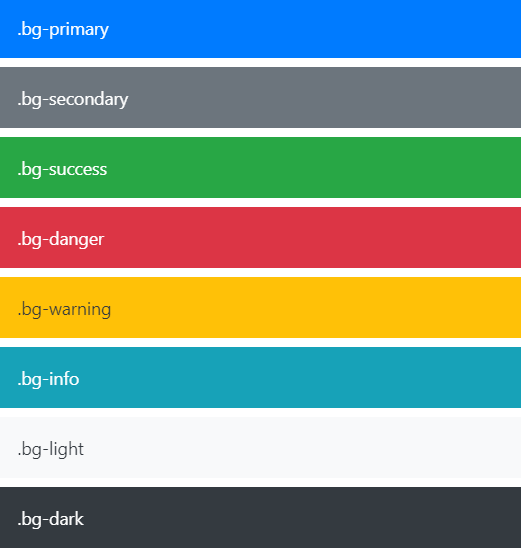 .bg-primary
.bg-secondary
.bg-success
.bg-danger
.bg-warning
.bg-info
.bg-light
.bg-dark